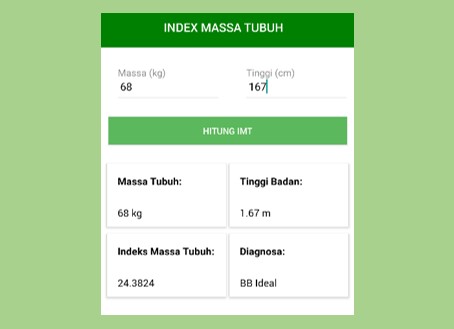 INDEX MASSA TUBUH
Massa (kg) Tinggi (cm)
68 167
HITUNG IMT
Massa Tubuh: Tinggi Badan:
68 kg 1.67 m
Indeks Massa Tubuh: Diagnosa:
24.3824 BB Ideal